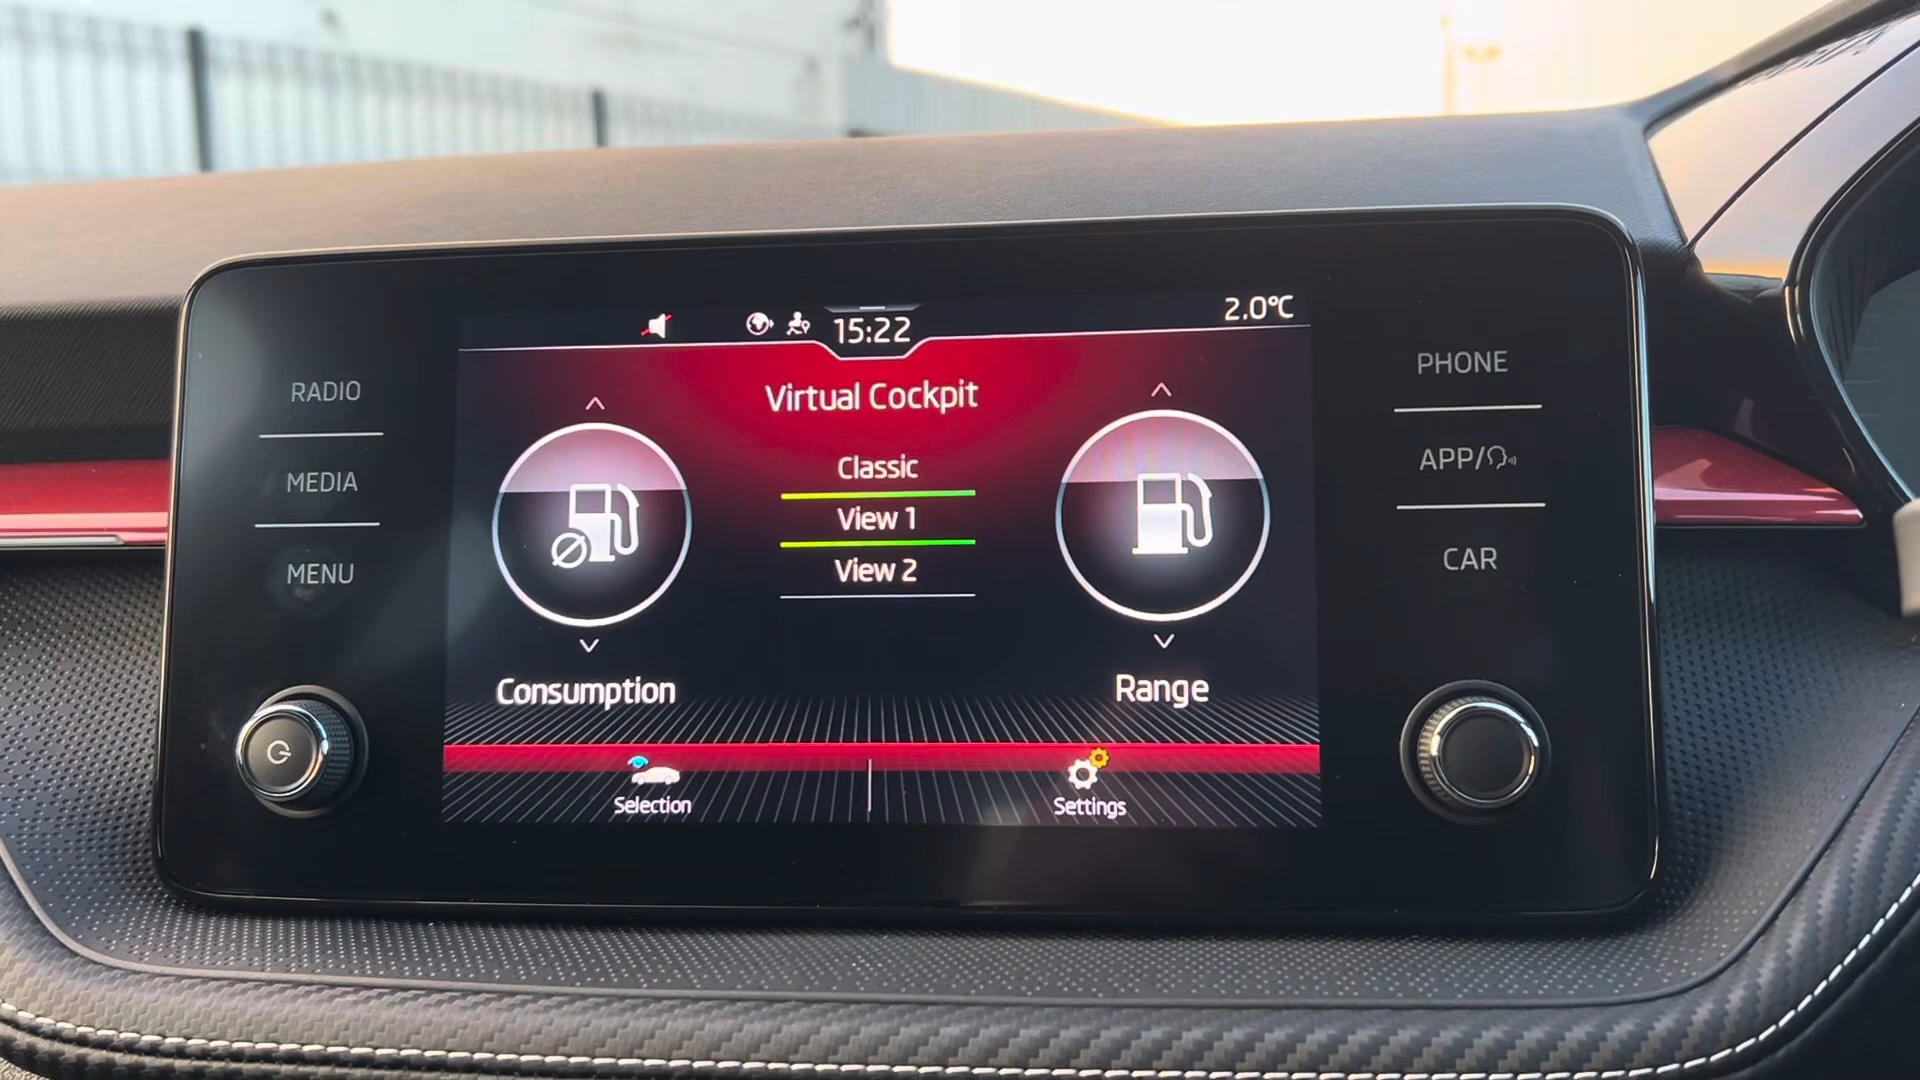 15:22
2.0°C
RADIO
MEDIA
MENU
Virtual Cockpit
Classic
View 1
View 2
Consumption
Range
Selection
Settings
PHONE
APP/
CAR